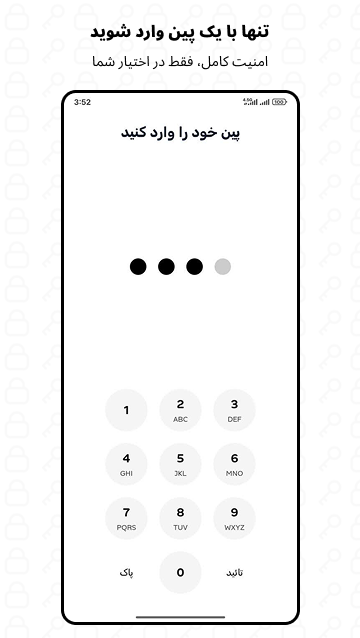 تنها با یک پین وارد شوید
امنیت کامل، فقط در اختیار شما
3:52
پین خود را وارد کنید
1
2
ABC
3
DEF
4
GHI
5
JKL
6
MNO
7
PQRS
8
TUV
9
WXYZ
پاک
0
تائید